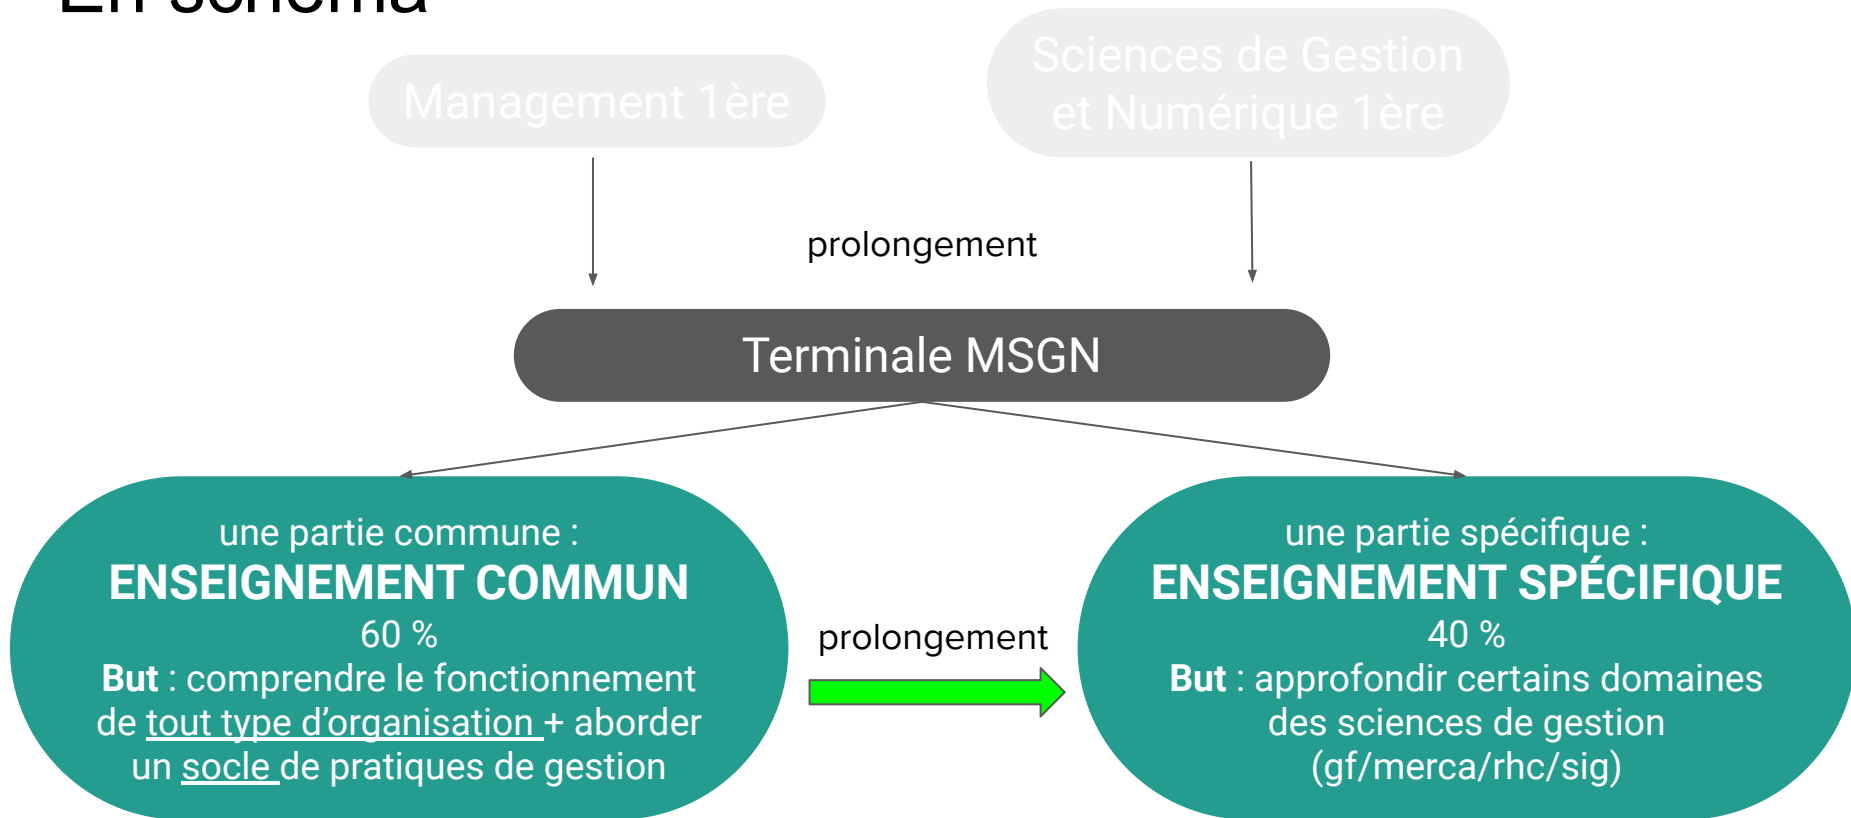 En schéma
Management 1ère
Sciences de Gestion
et Numérique 1ère
prolongement
Terminale MSGN
une partie commune :
ENSEIGNEMENT COMMUN
60 %
But : comprendre le fonctionnement
de tout type d’organisation + aborder
un socle de pratiques de gestion
prolongement
une partie spécifique :
ENSEIGNEMENT SPÉCIFIQUE
40 %
But : approfondir certains domaines
des sciences de gestion
(gf/merca/rhc/sig)